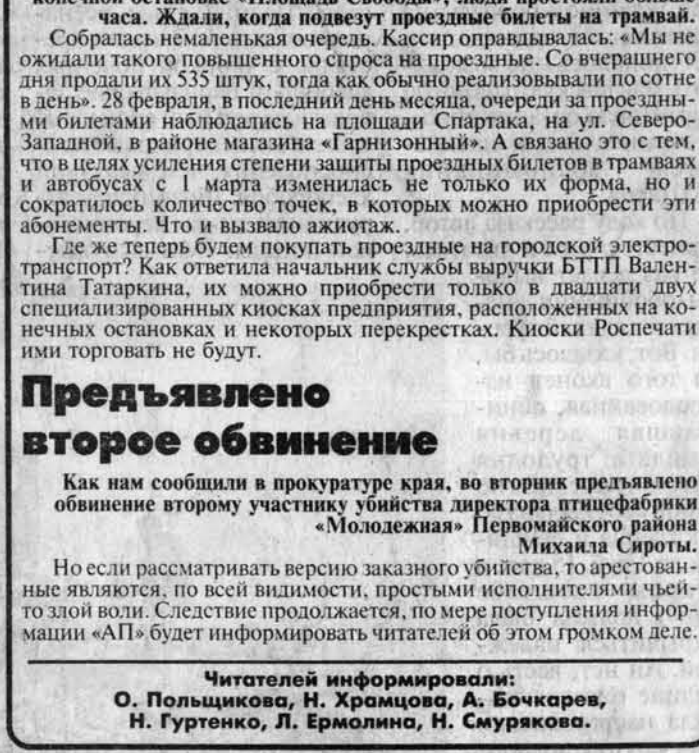 конечной остановке «Площадь Свободы», люди простояли больше
часа. Ждали, когда подвезут проездные билеты на трамвай.
Собралась немаленькая очередь. Кассир оправдывалась: «Мы не
ожидали такого повышенного спроса на проездные. Со вчерашнего
дня продали их 535 штук, тогда как обычно реализовывали по сотне
в день». 28 февраля, в последний день месяца, очереди за проездны-
ми билетами наблюдались на площади Спартака, на ул. Северо-
Западной, в районе магазина «Гарнизонный». А связано это с тем,
что в целях усиления степени защиты проездных билетов в трамваях
и автобусах с 1 марта изменилась не только их форма, но и
сократилось количество точек, в которых можно приобрести эти
абонементы. Что и вызвало ажиотаж.
Где же теперь будем покупать проездные на городской электро-
транспорт? Как ответила начальник службы выручки БТТП Вален-
тина Татаркина, их можно приобрести только в двадцати двух
специализированных киосках предприятия, расположенных на ко-
нечных остановках и некоторых перекрестках. Киоски Роспечати
ими торговать не будут.
Предъявлено
второе обвинение
Как нам сообщили в прокуратуре края, во вторник предъявлено
обвинение второму участнику убийства директора птицефабрики
«Молодежная» Первомайского района
Михаила Сироты.
Но если рассматривать версию заказного убийства, то арестован-
ные являются, по всей видимости, простыми исполнителями чьей-
то злой воли. Следствие продолжается, по мере поступления инфор-
мации «АП» будет информировать читателей об этом громком деле.
Читателей информировали:
О. Польщикова, Н. Храмцова, А. Бочкарев,
Н. Гуртенко, Л. Ермолина, Н. Смурякова.